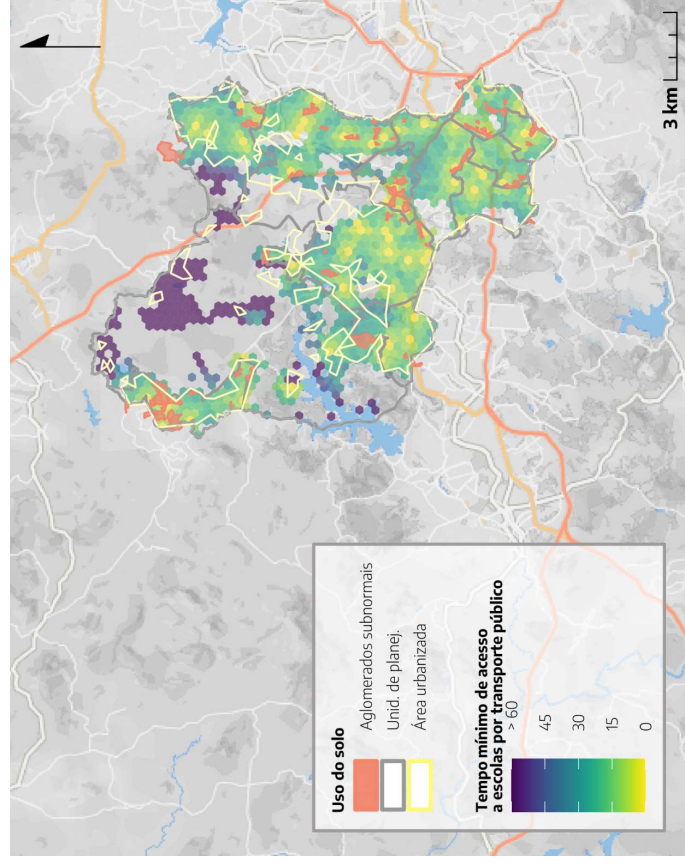 Uso do solo
Aglomerados subnormais
Unid. de planej.
Área urbanizada
Tempo mínimo de acesso
a escolas por transporte público
> 60
45
30
15
0
3 km